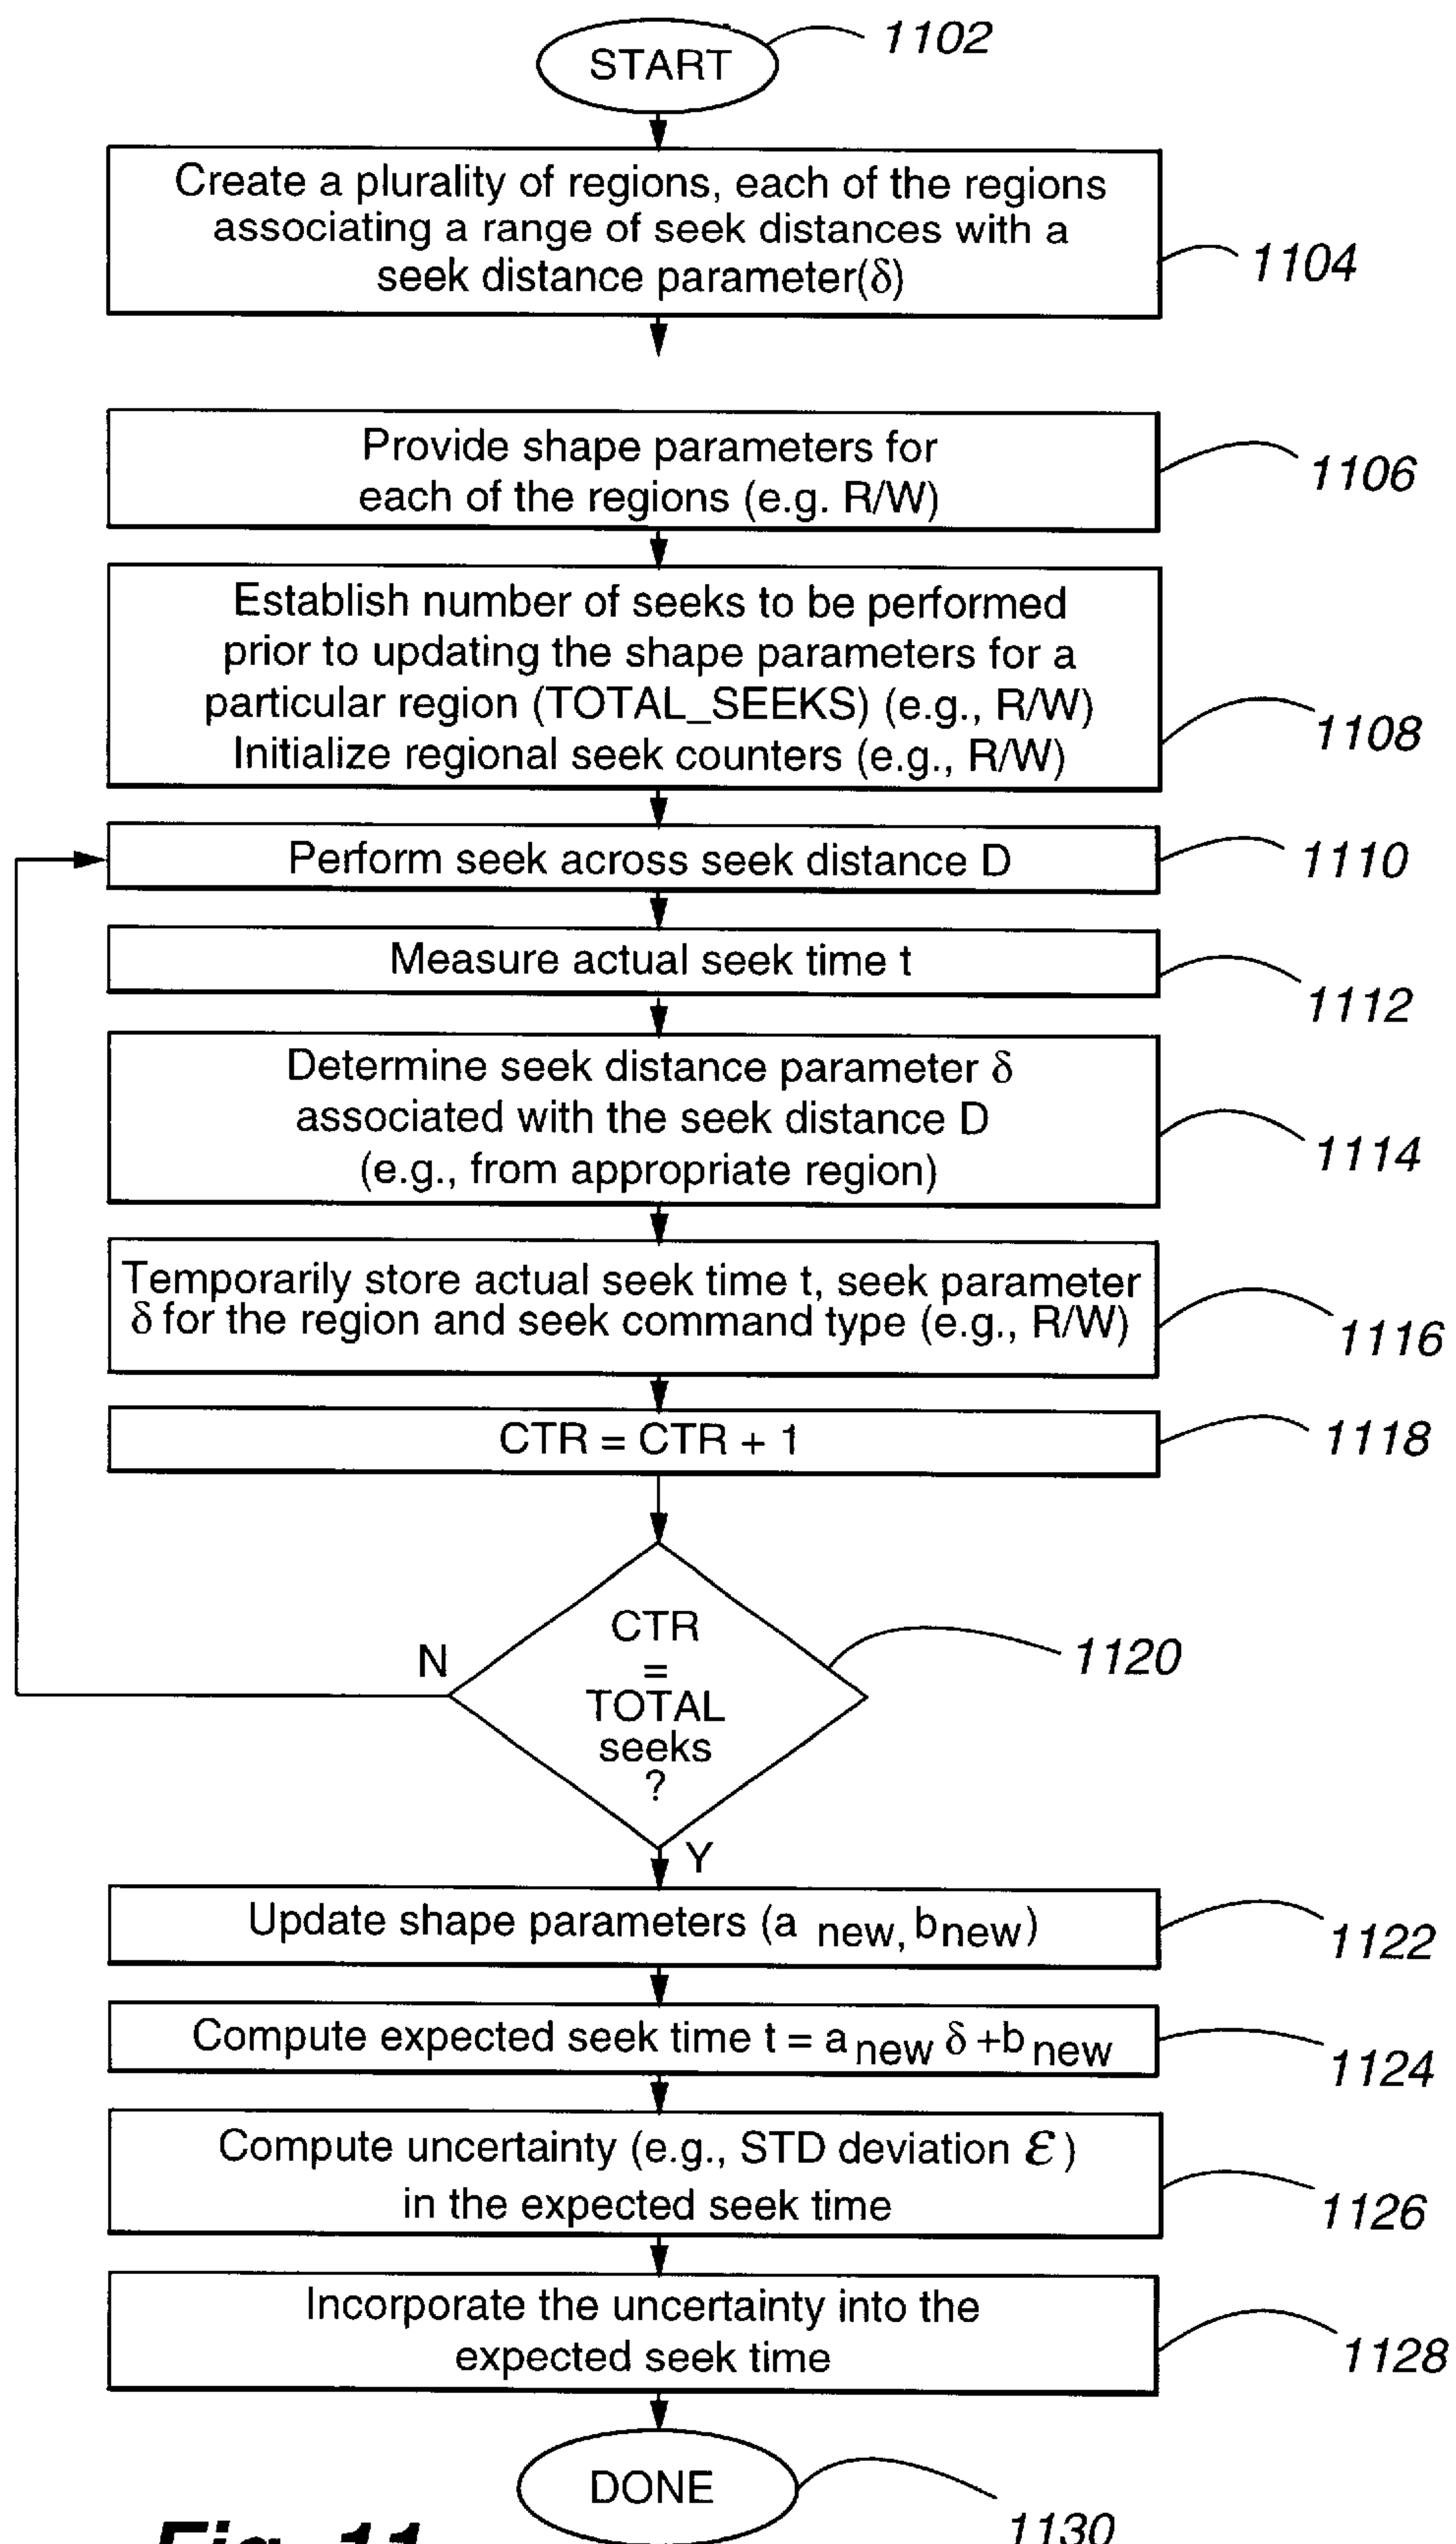 START
1102
Create a plurality of regions, each of the regions
associating a range of seek distances with a
seek distance parameter(δ)
1104
Provide shape parameters for
each of the regions (e.g. R/W)
1106
Establish number of seeks to be performed
prior to updating the shape parameters for a
particular region (TOTAL_SEEKS) (e.g., R/W)
Initialize regional seek counters (e.g., R/W)
1108
Perform seek across seek distance D
1110
Measure actual seek time t
1112
Determine seek distance parameter δ
associated with the seek distance D
(e.g., from appropriate region)
1114
Temporarily store actual seek time t, seek parameter
δ for the region and seek command type (e.g., R/W)
1116
CTR = CTR + 1
1118
CTR
=
TOTAL
seeks
?
1120
N
Y
Update shape parameters (a new, bnew)
1122
Compute expected seek time t = a new δ +b new
1124
Compute uncertainty (e.g., STD deviation ℇ)
in the expected seek time
1126
Incorporate the uncertainty into the
expected seek time
1128
DONE
1130
Fig. 11